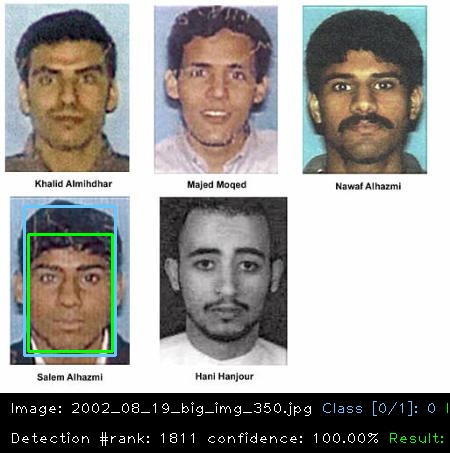 Khalid Almihdhar
Majed Moqed
Nawaf Alhazmi
Salem Alhazmi
Hani Hanjour
Image: 2002_08_19_big_img_350.jpg Class [0/1]: 0
Detection #rank: 1811 confidence: 100.00% Result: